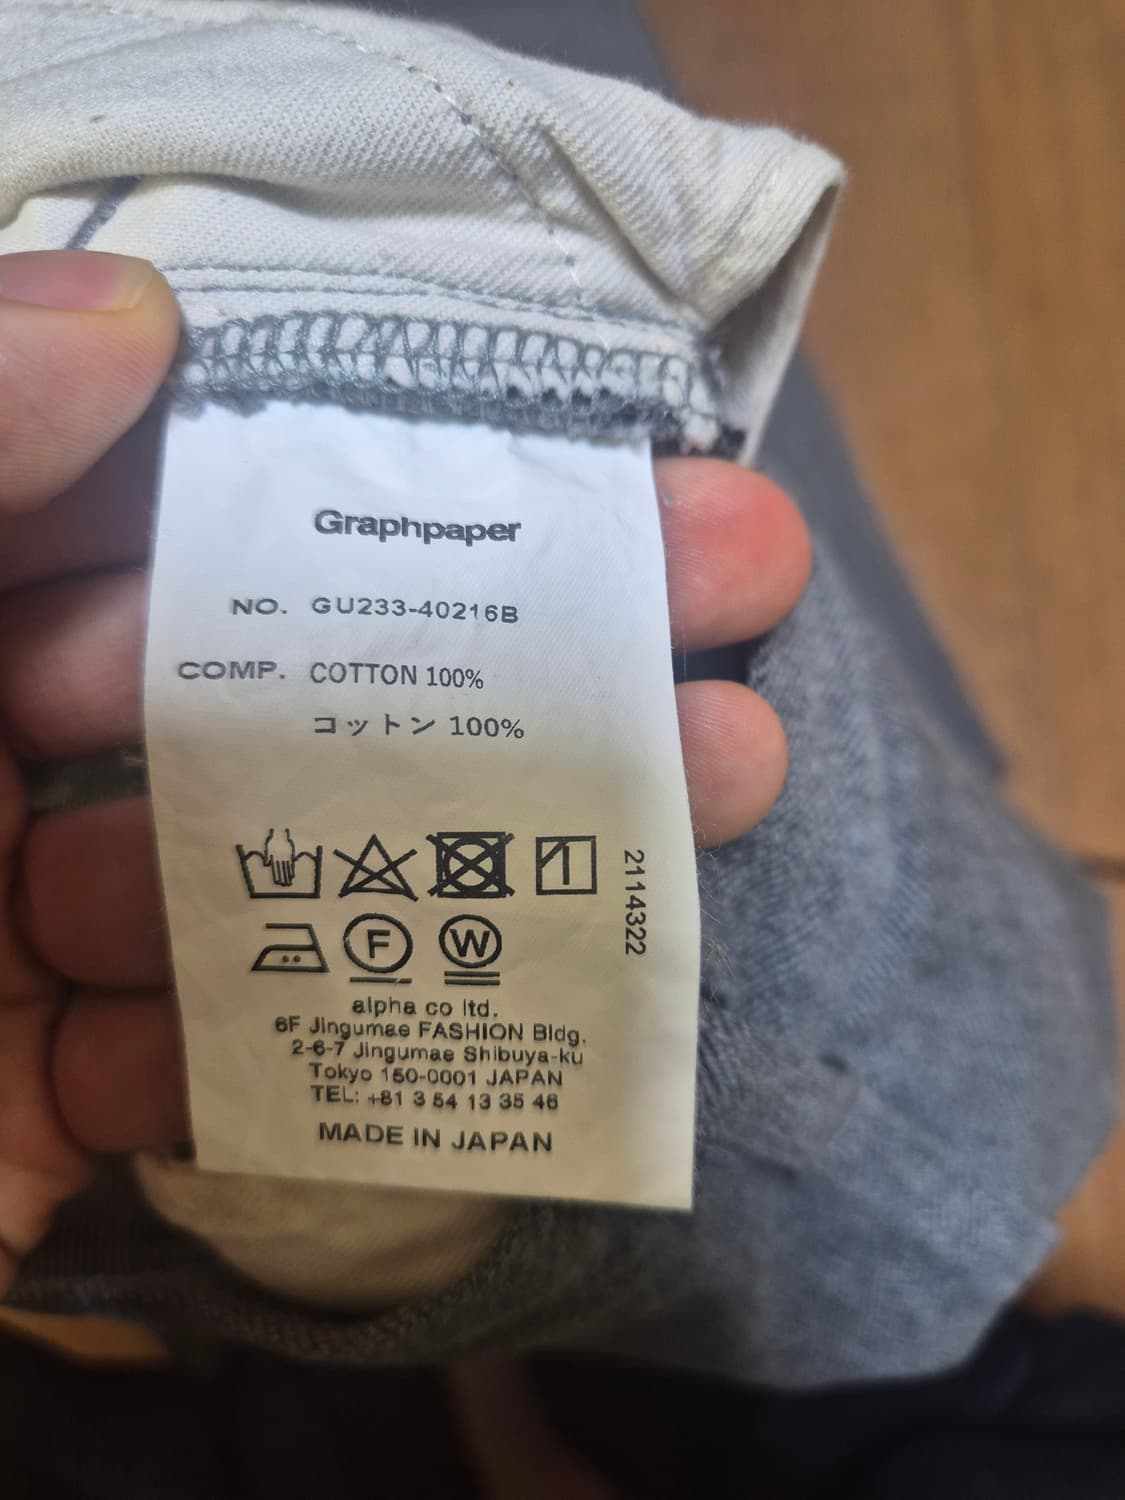 Graphpaper
NO. GU233-40216B
COMP. COTTON 100%
コットン 100%
2114322
F
W
alpha co ltd.
6F Jingumae FASHION Bldg.
2-6-7 Jingumae Shibuya-ku
Tokyo 150-0001 JAPAN
TEL: +81 3 54 13 35 46
MADE IN JAPAN